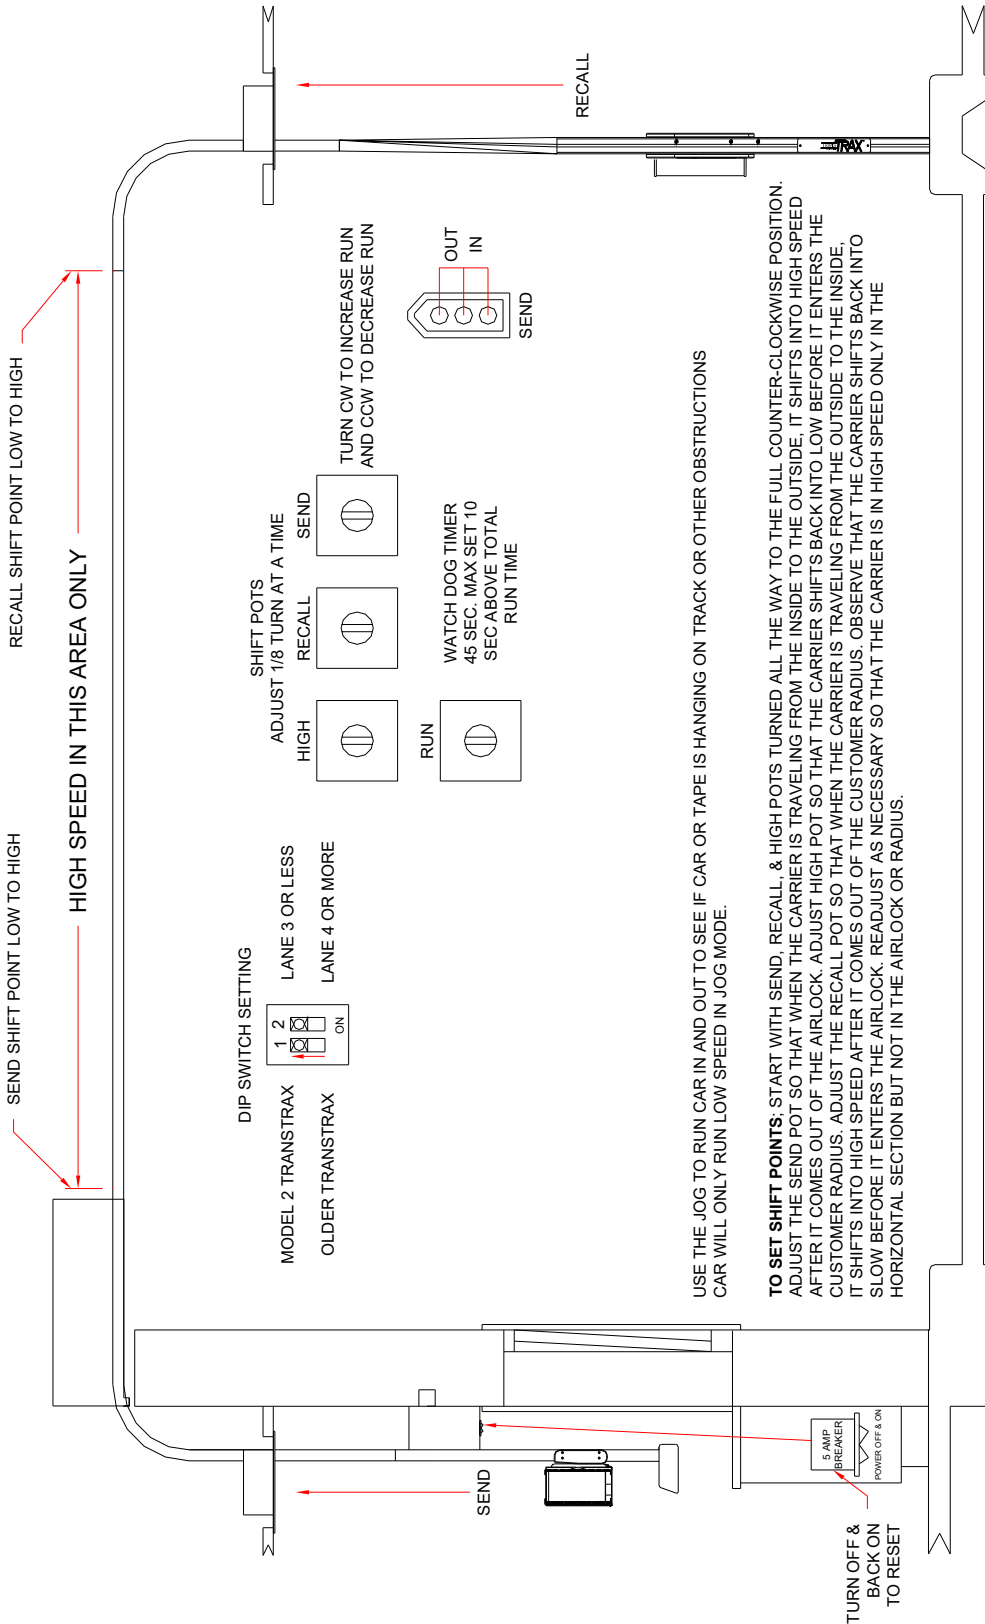 SEND SHIFT POINT LOW TO HIGH
RECALL SHIFT POINT LOW TO HIGH
HIGH SPEED IN THIS AREA ONLY
DIP SWITCH SETTING
MODEL 2 TRANSTRAX
1 2
LANE 3 OR LESS
OLDER TRANSTRAX
LANE 4 OR MORE
ON
SHIFT POTS
ADJUST 1/8 TURN AT A TIME
HIGH
RECALL
SEND
TURN CW TO INCREASE RUN
AND CCW TO DECREASE RUN
RUN
WATCH DOG TIMER
45 SEC. MAX SET 10
SEC ABOVE TOTAL
RUN TIME
OUT
IN
SEND
SEND
RECALL
TRAX
USE THE JOG TO RUN CAR IN AND OUT TO SEE IF CAR OR TAPE IS HANGING ON TRACK OR OTHER OBSTRUCTIONS
CAR WILL ONLY RUN LOW SPEED IN JOG MODE.
TO SET SHIFT POINTS; START WITH SEND, RECALL, & HIGH POTS TURNED ALL THE WAY TO THE FULL COUNTER-CLOCKWISE POSITION.
ADJUST THE SEND POT SO THAT WHEN THE CARRIER IS TRAVELING FROM THE INSIDE TO THE OUTSIDE, IT SHIFTS INTO HIGH SPEED
AFTER IT COMES OUT OF THE AIRLOCK. ADJUST HIGH POT SO THAT THE CARRIER SHIFTS BACK INTO LOW BEFORE IT ENTERS THE
CUSTOMER RADIUS. ADJUST THE RECALL POT SO THAT WHEN THE CARRIER IS TRAVELING FROM THE OUTSIDE TO THE INSIDE,
IT SHIFTS INTO HIGH SPEED AFTER IT COMES OUT OF THE CUSTOMER RADIUS. OBSERVE THAT THE CARRIER SHIFTS BACK INTO
SLOW BEFORE IT ENTERS THE AIRLOCK. READJUST AS NECESSARY SO THAT THE CARRIER IS IN HIGH SPEED ONLY IN THE
HORIZONTAL SECTION BUT NOT IN THE AIRLOCK OR RADIUS.
5 AMP
BREAKER
POWER OFF & ON
TURN OFF &
BACK ON
TO RESET